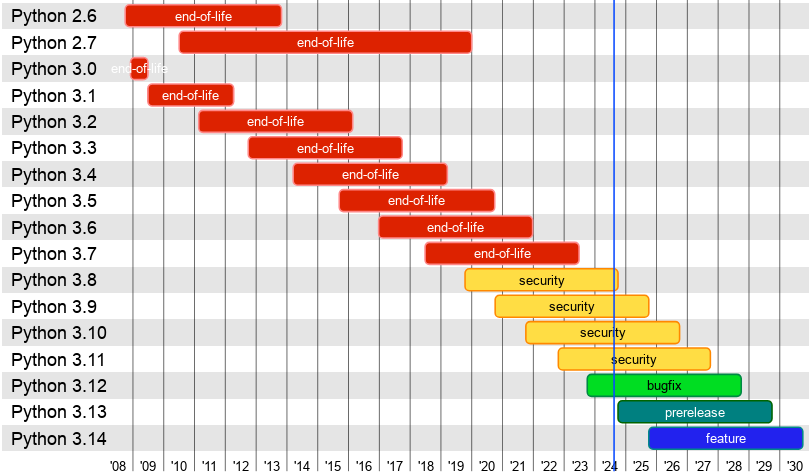 Python 2.6 end-of-life
Python 2.7 end-of-life
Python 3.0 end-of-life
Python 3.1 end-of-life
Python 3.2 end-of-life
Python 3.3 end-of-life
Python 3.4 end-of-life
Python 3.5 end-of-life
Python 3.6 end-of-life
Python 3.7 end-of-life
Python 3.8 security
Python 3.9 security
Python 3.10 security
Python 3.11 security
Python 3.12 bugfix
Python 3.13 prerelease
Python 3.14 feature
'08 '09 '10 '11 '12 '13 '14 '15 '16 '17 '18 '19 '20 '21 '22 '23 '24 '25 '26 '27 '28 '29 '30